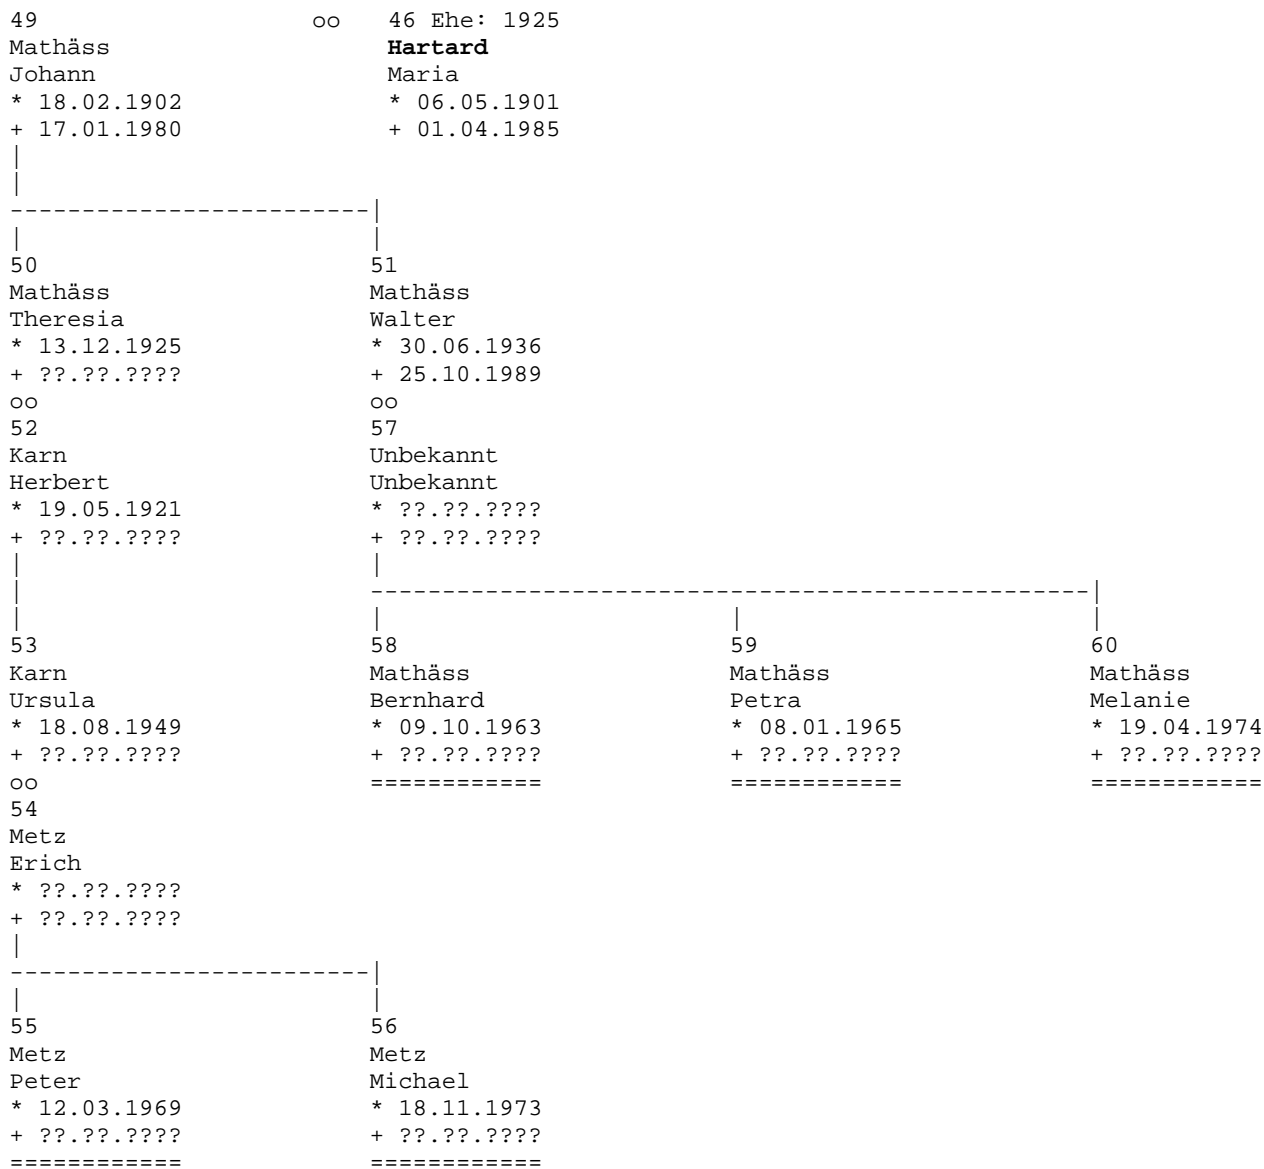 49 oo 46 Ehe: 1925
Mathäss Hartard
Johann Maria
* 18.02.1902 * 06.05.1901
+ 17.01.1980 + 01.04.1985
50 51
Mathäss Mathäss
Theresia Walter
* 13.12.1925 * 30.06.1936
+ ??.??.???? + 25.10.1989
oo oo
52 57
Karn Unbekannt
Herbert Unbekannt
* 19.05.1921 * ??.??.????
+ ??.??.???? + ??.??.????
53 58 59 60
Karn Mathäss Mathäss Mathäss
Ursula Bernhard Petra Melanie
* 18.08.1949 * 09.10.1963 * 08.01.1965 * 19.04.1974
+ ??.??.???? + ??.??.???? + ??.??.???? + ??.??.????
oo ============ ============ ============
54
Metz
Erich
* ??.??.????
+ ??.??.????
55 56
Metz Metz
Peter Michael
* 12.03.1969 * 18.11.1973
+ ??.??.???? + ??.??.????
============ ============